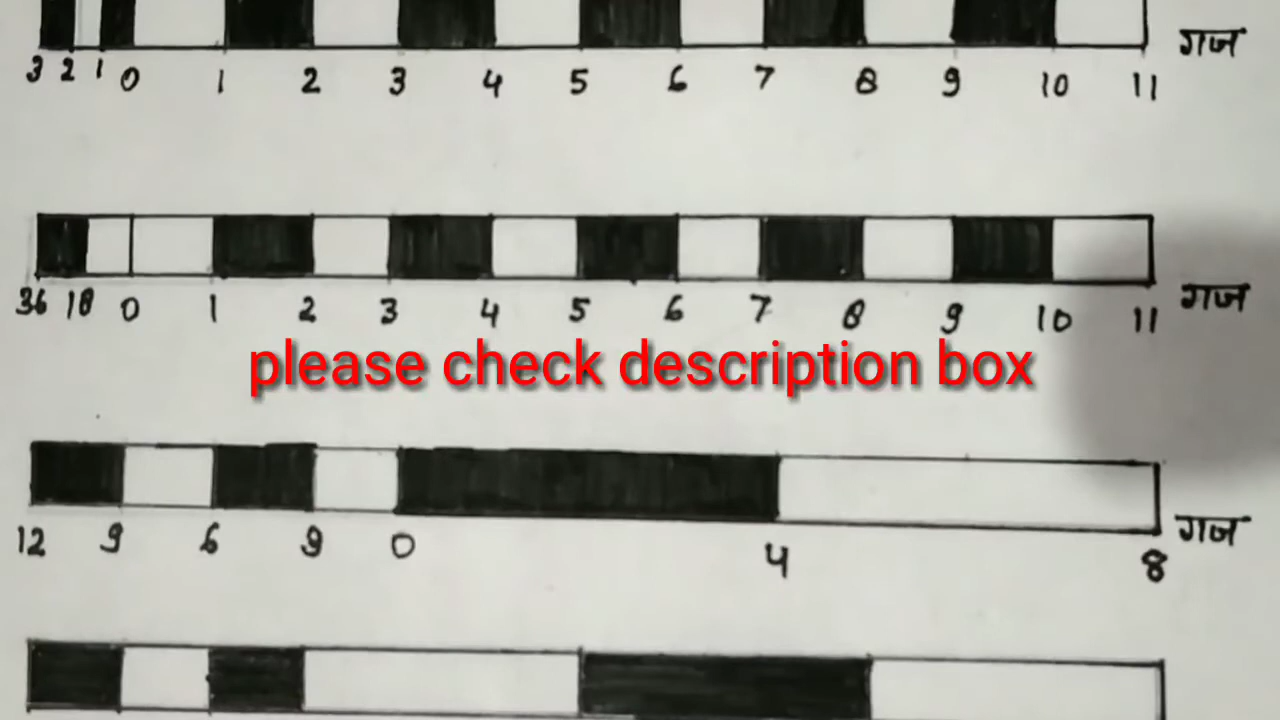 गज
3 2 1 0 1 2 3 4 5 6 7 8 9 10 11
36 18 0 1 2 3 4 5 6 7 8 9 10 11 गज
please check description box
12 9 6 9 0 4 8 गज